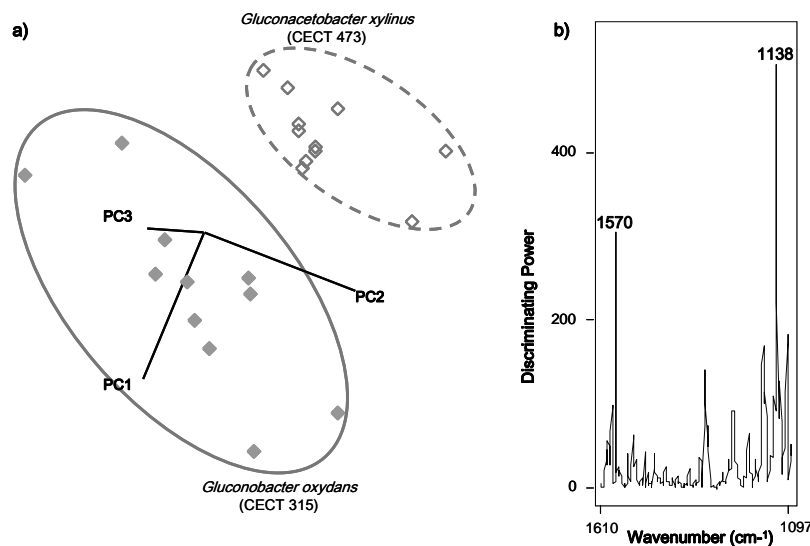 a)
Gluconacetobacter xylinus
(CECT 473)
PC3
PC2
PC1
Gluconobacter oxydans
(CECT 315)
b)
1138
400
1570
Discriminating Power
200
0
1610
1097
Wavenumber (cm-1)